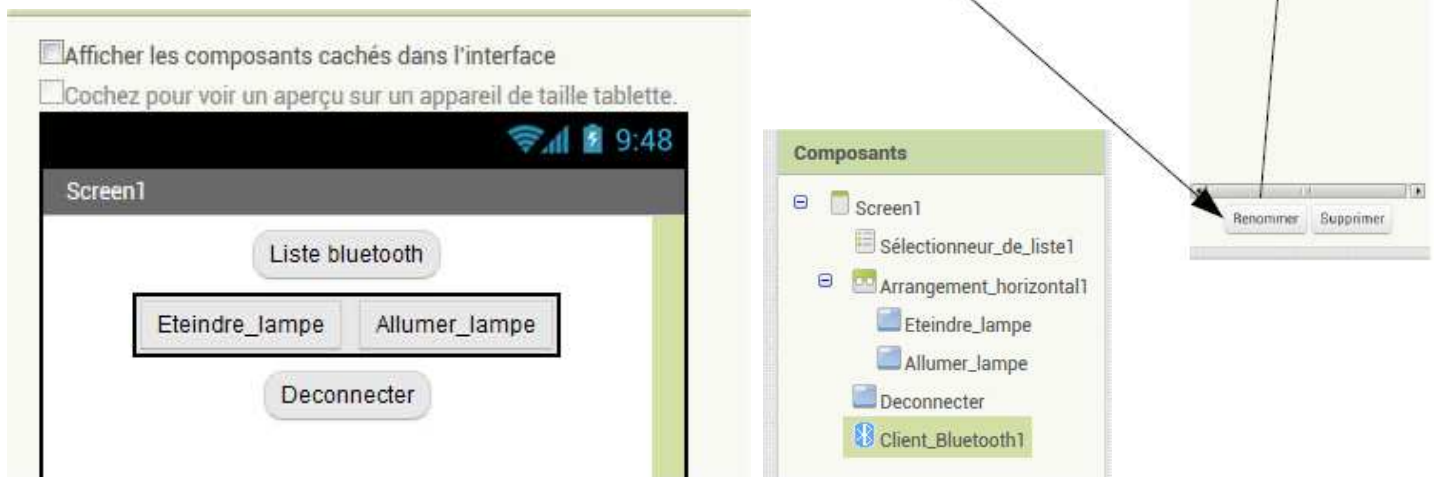 Afficher les composants cachés dans l'interface
Cochez pour voir un aperçu sur un appareil de taille tablette.
9:48
Screen1
Liste bluetooth
Eteindre_lampe
Allumer_lampe
Deconnecter
Composants
Screen1
Sélectionneur_de_liste1
Arrangement_horizontal1
Eteindre_lampe
Allumer_lampe
Deconnecter
Client_Bluetooth1
Renommer
Supprimer